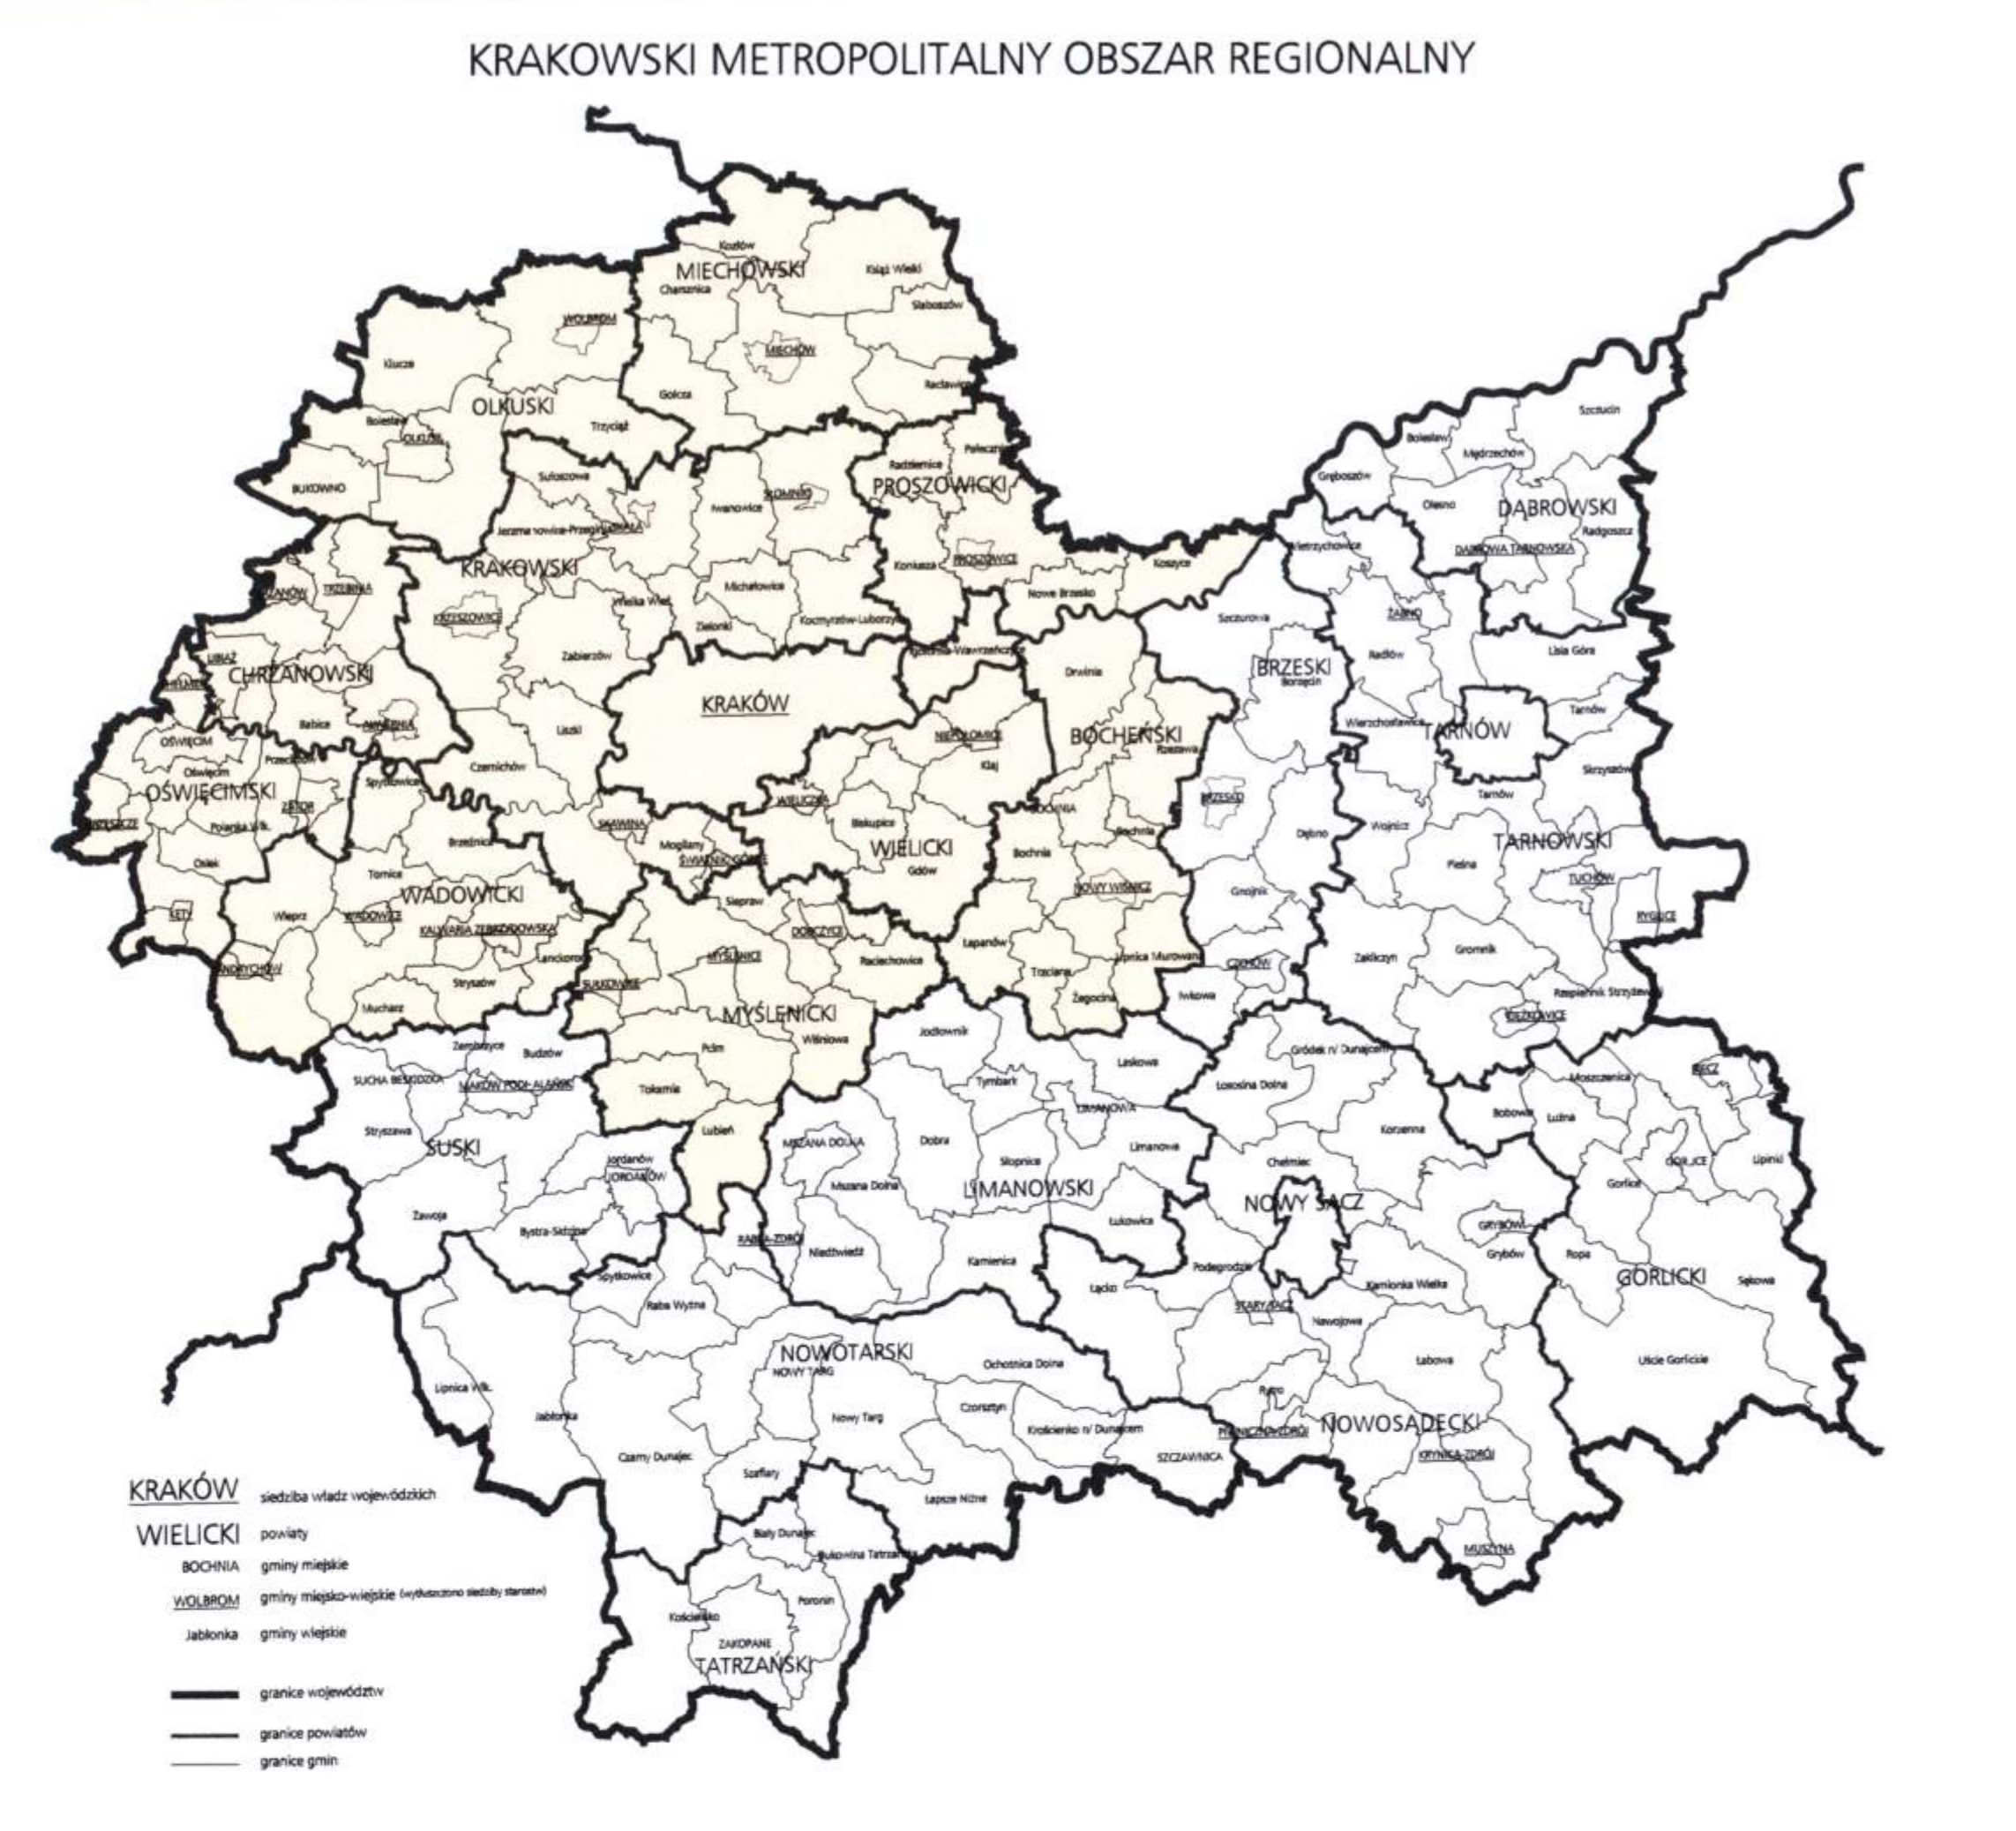 KRAKOWSKI METROPOLITALNY OBSZAR REGIONALNY
Kozłów
MIECHOWSKI
Książ Wielki
Charsznica
Słaboszów
WOLBROM
MIECHÓW
Klucze
Racławice
Gołcza
OLKUSKI
Szczucin
Bolesław
Trzyciąż
OLKUSZ
Bolesław
Mędrzechów
Pałecznica
Radziemice
Sułoszowa
Gręboszów
PROSZOWICKI
BUKOWNO
SŁOMNIKI
Iwanowice
Olesno
DĄBROWSKI
Radgoszcz
Wietrzychowice
DĄBROWA TARNOWSKA
KRAKOWSKI
Koniusza
PROSZOWICE
Koszyce
TRZEBINIA
Michałowice
Nowe Brzesko
Wielka Wieś
KRZESZOWICE
Zielonki
Kocmyrzów-Luborzyca
Szczurowa
ŻABNO
LIBIĄŻ
Zabierzów
Radłów
Lisia Góra
CHRZANOWSKI
Drwinia
BRZESKI
Borzęcin
KRAKÓW
Babice
ALWERNIA
Liszki
NIEPOŁOMICE
BOCHEŃSKI
Rzezawa
Wierzchosławice
TARNÓW
Tarnów
OŚWIĘCIM
Przeciszów
Oświęcim
Czernichów
Kłaj
Skrzyszów
OŚWIĘCIMSKI
Spytkowice
ZATOR
WIELICZKA
BOCHNIA
BRZESKO
Tarnów
Polanka Wlk.
SKAWINA
Biskupice
Bochnia
Dębno
Wojnicz
Brzeźnica
Mogilany
WIELICKI
TARNOWSKI
Osiek
Tomice
ŚWIĄTNIKI GÓRNE
Gdów
Bochnia
Pleśna
TUCHÓW
WADOWICKI
NOWY WIŚNICZ
Gnojnik
KĘTY
Wieprz
WADOWICE
Siepraw
RYGLICE
KALWARIA ZEBRZYDOWSKA
DOBCZYCE
Łapanów
Gromnik
ANDRYCHÓW
Lanckorona
MYŚLENICE
Raciechowice
Lipnica Murowana
CZCHÓW
Zakliczyn
Stryszów
SUŁKOWICE
Trzciana
Mucharz
Żegocina
Iwkowa
Rzepiennik Strzyżewski
MYŚLENICKI
CIĘŻKOWICE
Wiśniowa
Jodłownik
Zembrzyce
Budzów
Pcim
Laskowa
Gródek n/ Dunajcem
BIECZ
SUCHA BESKIDZKA
MAKÓW PODHALAŃSKI
Tokarnia
Tymbark
Łososina Dolna
Moszczenica
LIMANOWA
Bobowa
Łużna
Stryszawa
Lubień
MSZANA DOLNA
Dobra
Limanowa
Korzenna
SUSKI
Jordanów
Słopnice
Chełmiec
GORLICE
Lipinki
JORDANÓW
Mszana Dolna
LIMANOWSKI
Gorlice
NOWY SĄCZ
Zawoja
Bystra-Sidzina
Łukowica
GRYBÓW
RABKA-ZDRÓJ
Niedźwiedź
Kamienica
Grybów
Ropa
Spytkowice
Podegrodzie
GORLICKI
Łącko
Kamionka Wielka
Sękowa
Raba Wyżna
STARY SĄCZ
Nawojowa
NOWOTARSKI
Ochotnica Dolna
Łabowa
Uście Gorlickie
NOWY TARG
Lipnica Wlk.
Rytro
Jabłonka
Nowy Targ
Czorsztyn
NOWOSĄDECKI
Krościenko n/ Dunajcem
PIWNICZNA-ZDRÓJ
Czarny Dunajec
SZCZAWNICA
KRYNICA-ZDRÓJ
Szaflary
Łapsze Niżne
Biały Dunajec
MUSZYNA
Bukowina Tatrzańska
Poronin
Kościelisko
ZAKOPANE
TATRZAŃSKI
KRAKÓW siedziba władz wojewódzkich
WIELICKI powiaty
BOCHNIA gminy miejskie
WOLBROM gminy miejsko-wiejskie (wytłuszczono siedziby starostw)
Jabłonka gminy wiejskie
granice województw
granice powiatów
granice gmin